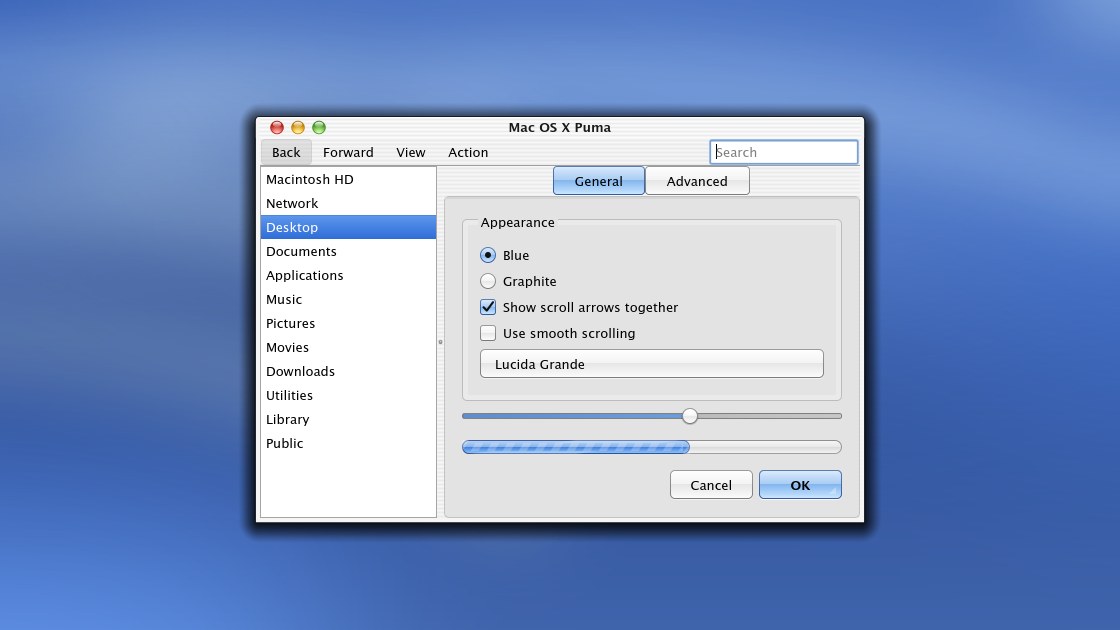 Mac OS X Puma
Back Forward View Action Search
Macintosh HD
Network
Desktop
Documents
Applications
Music
Pictures
Movies
Downloads
Utilities
Library
Public
General Advanced
Appearance
Blue
Graphite
Show scroll arrows together
Use smooth scrolling
Lucida Grande
Cancel OK